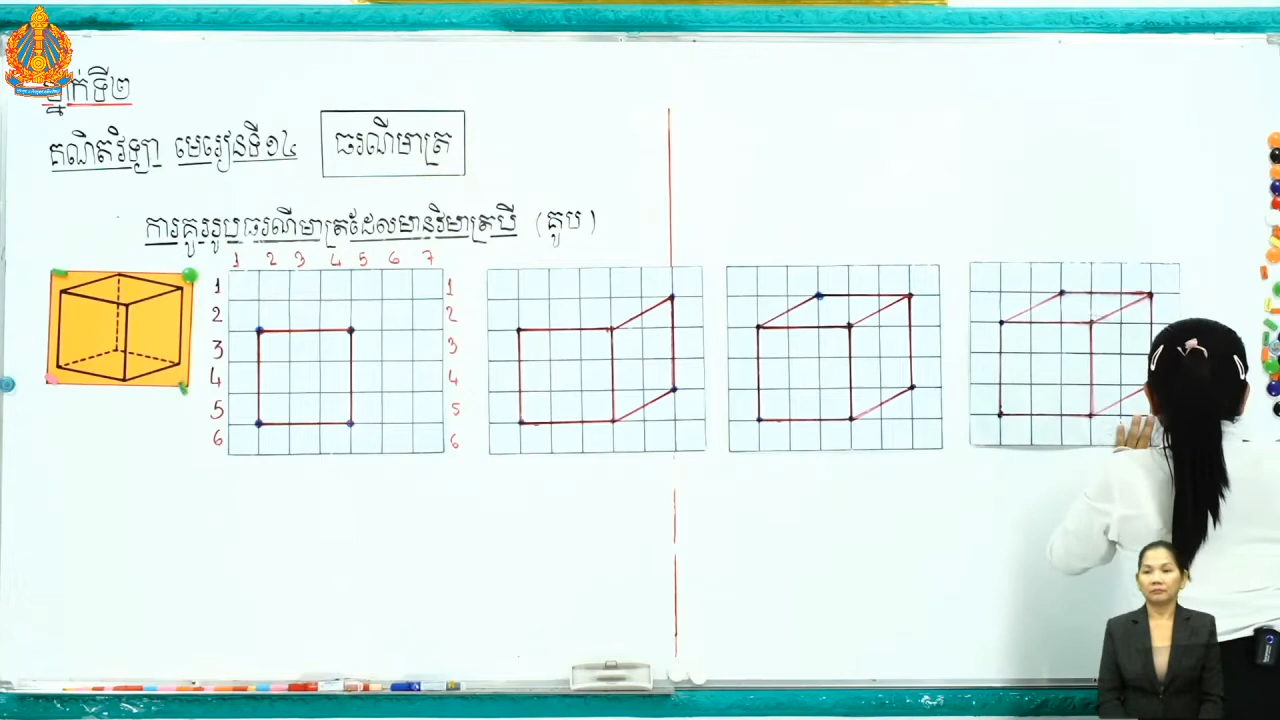 ថ្នាក់ទី២
គណិតវិទ្យា មេរៀនទី១៤ ធរណីមាត្រ
ការគូររូបធរណីមាត្រដែលមានវិមាត្របី (គូប)
1 2 3 4 5 6 7
1 1
2 2
3 3
4 4
5 5
6 6